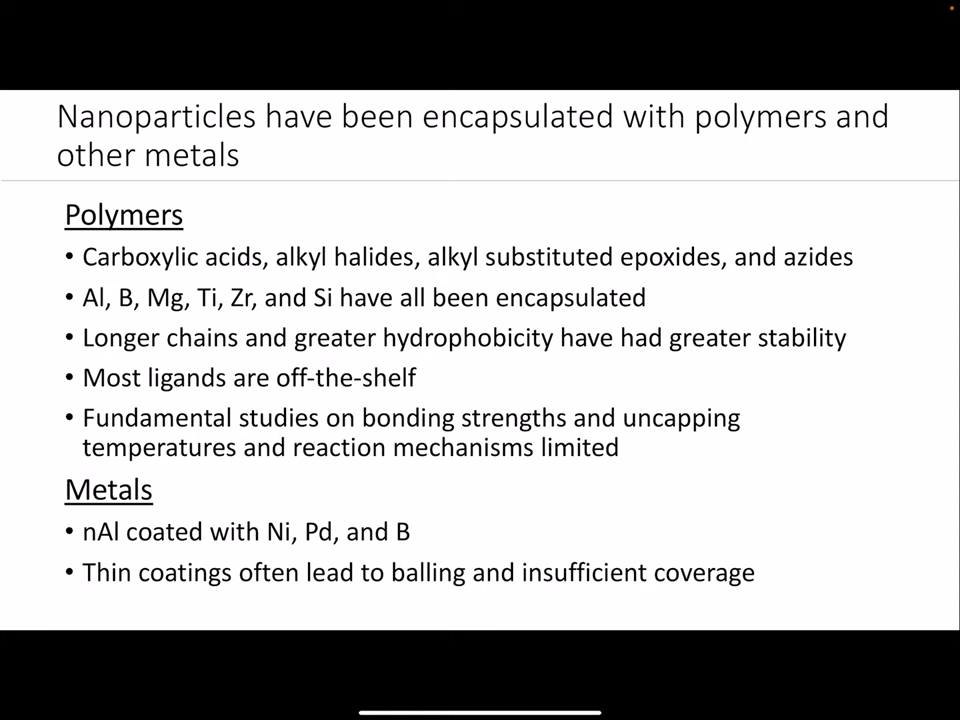 Nanoparticles have been encapsulated with polymers and
other metals
Polymers
• Carboxylic acids, alkyl halides, alkyl substituted epoxides, and azides
• Al, B, Mg, Ti, Zr, and Si have all been encapsulated
• Longer chains and greater hydrophobicity have had greater stability
• Most ligands are off-the-shelf
• Fundamental studies on bonding strengths and uncapping
temperatures and reaction mechanisms limited
Metals
• nAl coated with Ni, Pd, and B
• Thin coatings often lead to balling and insufficient coverage